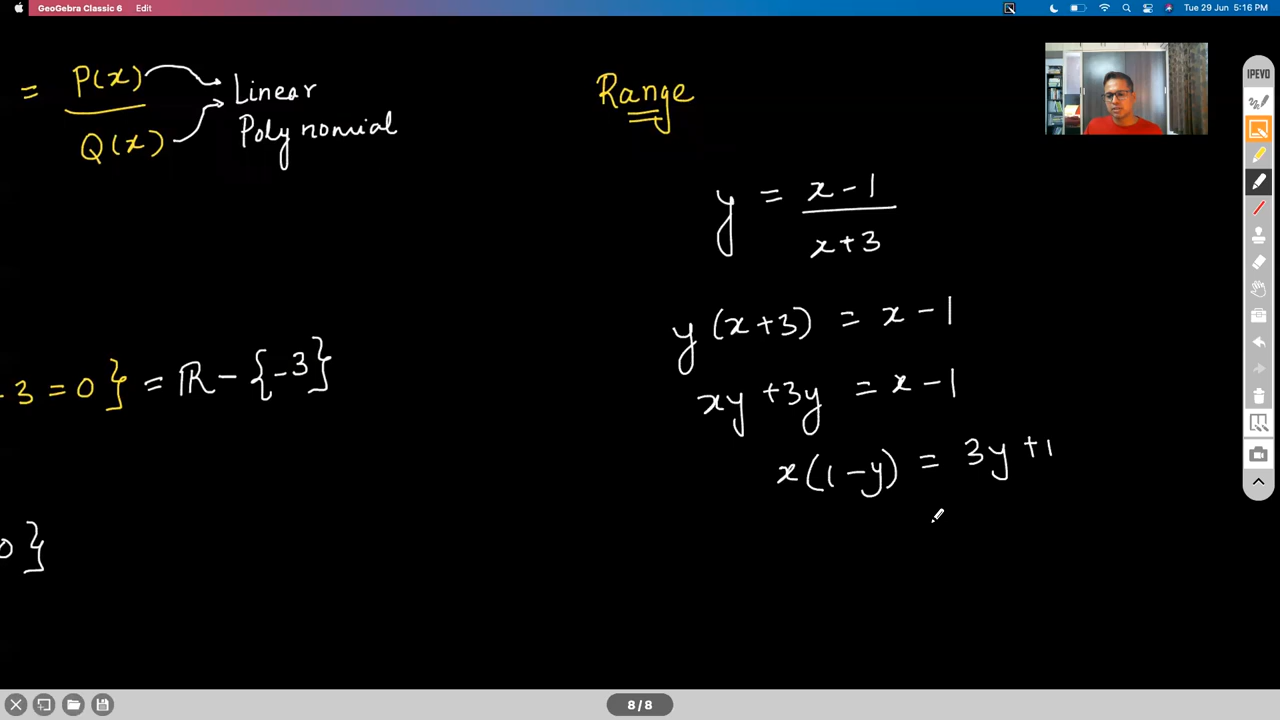 GeoGebra Classic 6 Edit
Tue 29 Jun 5:16 PM
IPEVO
= P(x)
Q(x)
Linear
Polynomial
3 = 0} = ℝ - {-3}
0}
Range
y = x - 1
x + 3
y (x + 3) = x - 1
xy + 3y = x - 1
x(1 - y) = 3y + 1
8 / 8